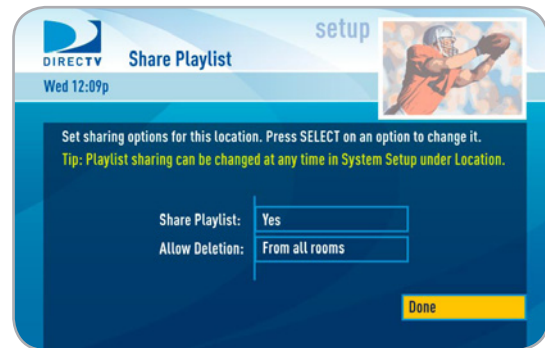 setup
DIRECTV
Share Playlist
Wed 12:09p
Set sharing options for this location. Press SELECT on an option to change it.
Tip: Playlist sharing can be changed at any time in System Setup under Location.
Share Playlist: Yes
Allow Deletion: From all rooms
Done